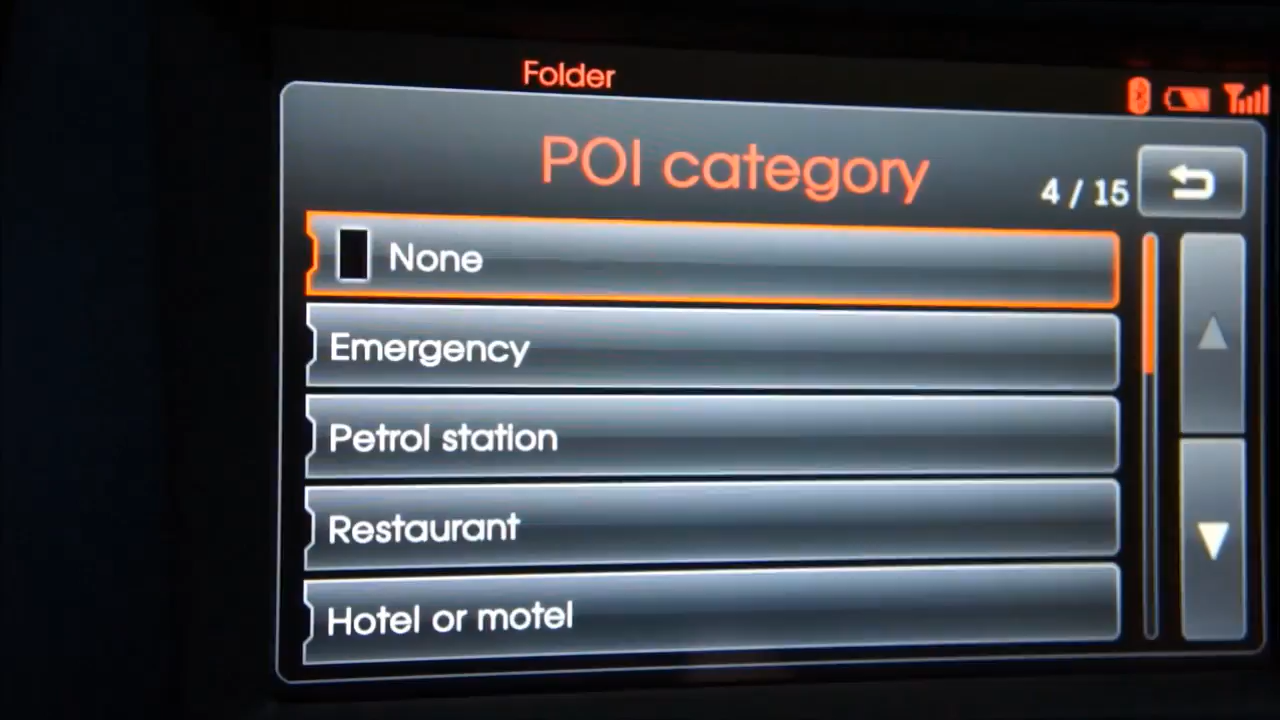 Folder
POI category
4 / 15
None
Emergency
Petrol station
Restaurant
Hotel or motel